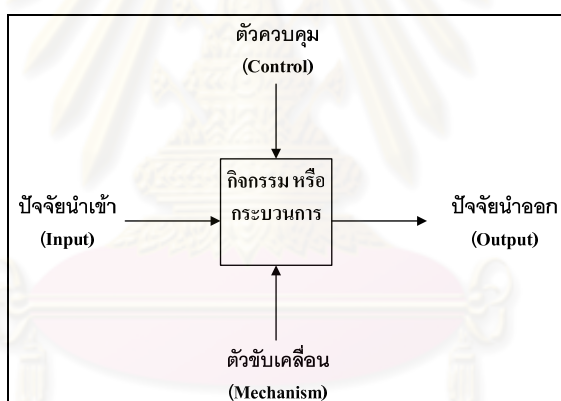 ตัวควบคุม
(Control)
กิจกรรม หรือ
กระบวนการ
ปัจจัยนำเข้า
(Input)
ปัจจัยนำออก
(Output)
ตัวขับเคลื่อน
(Mechanism)